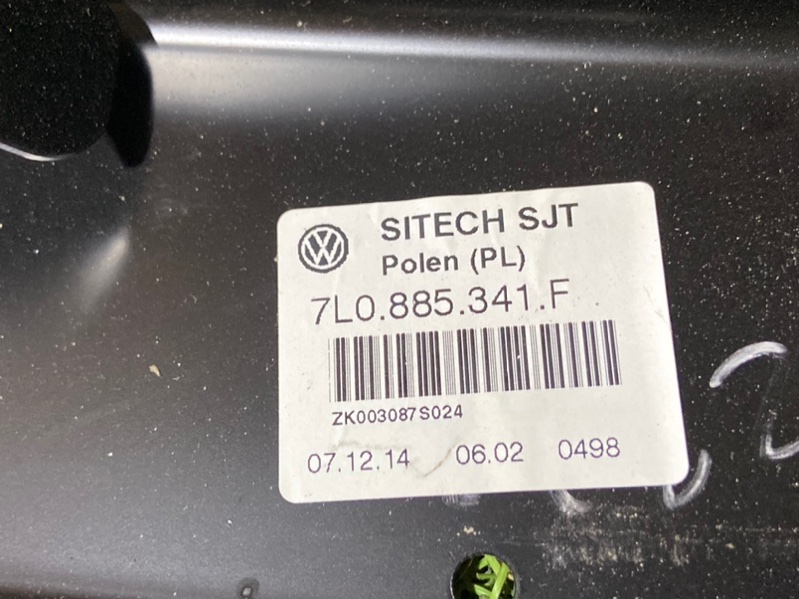 SITECH SJT
Polen (PL)
7L0.885.341.F
ZK003087S024
07.12.14 06.02 0498